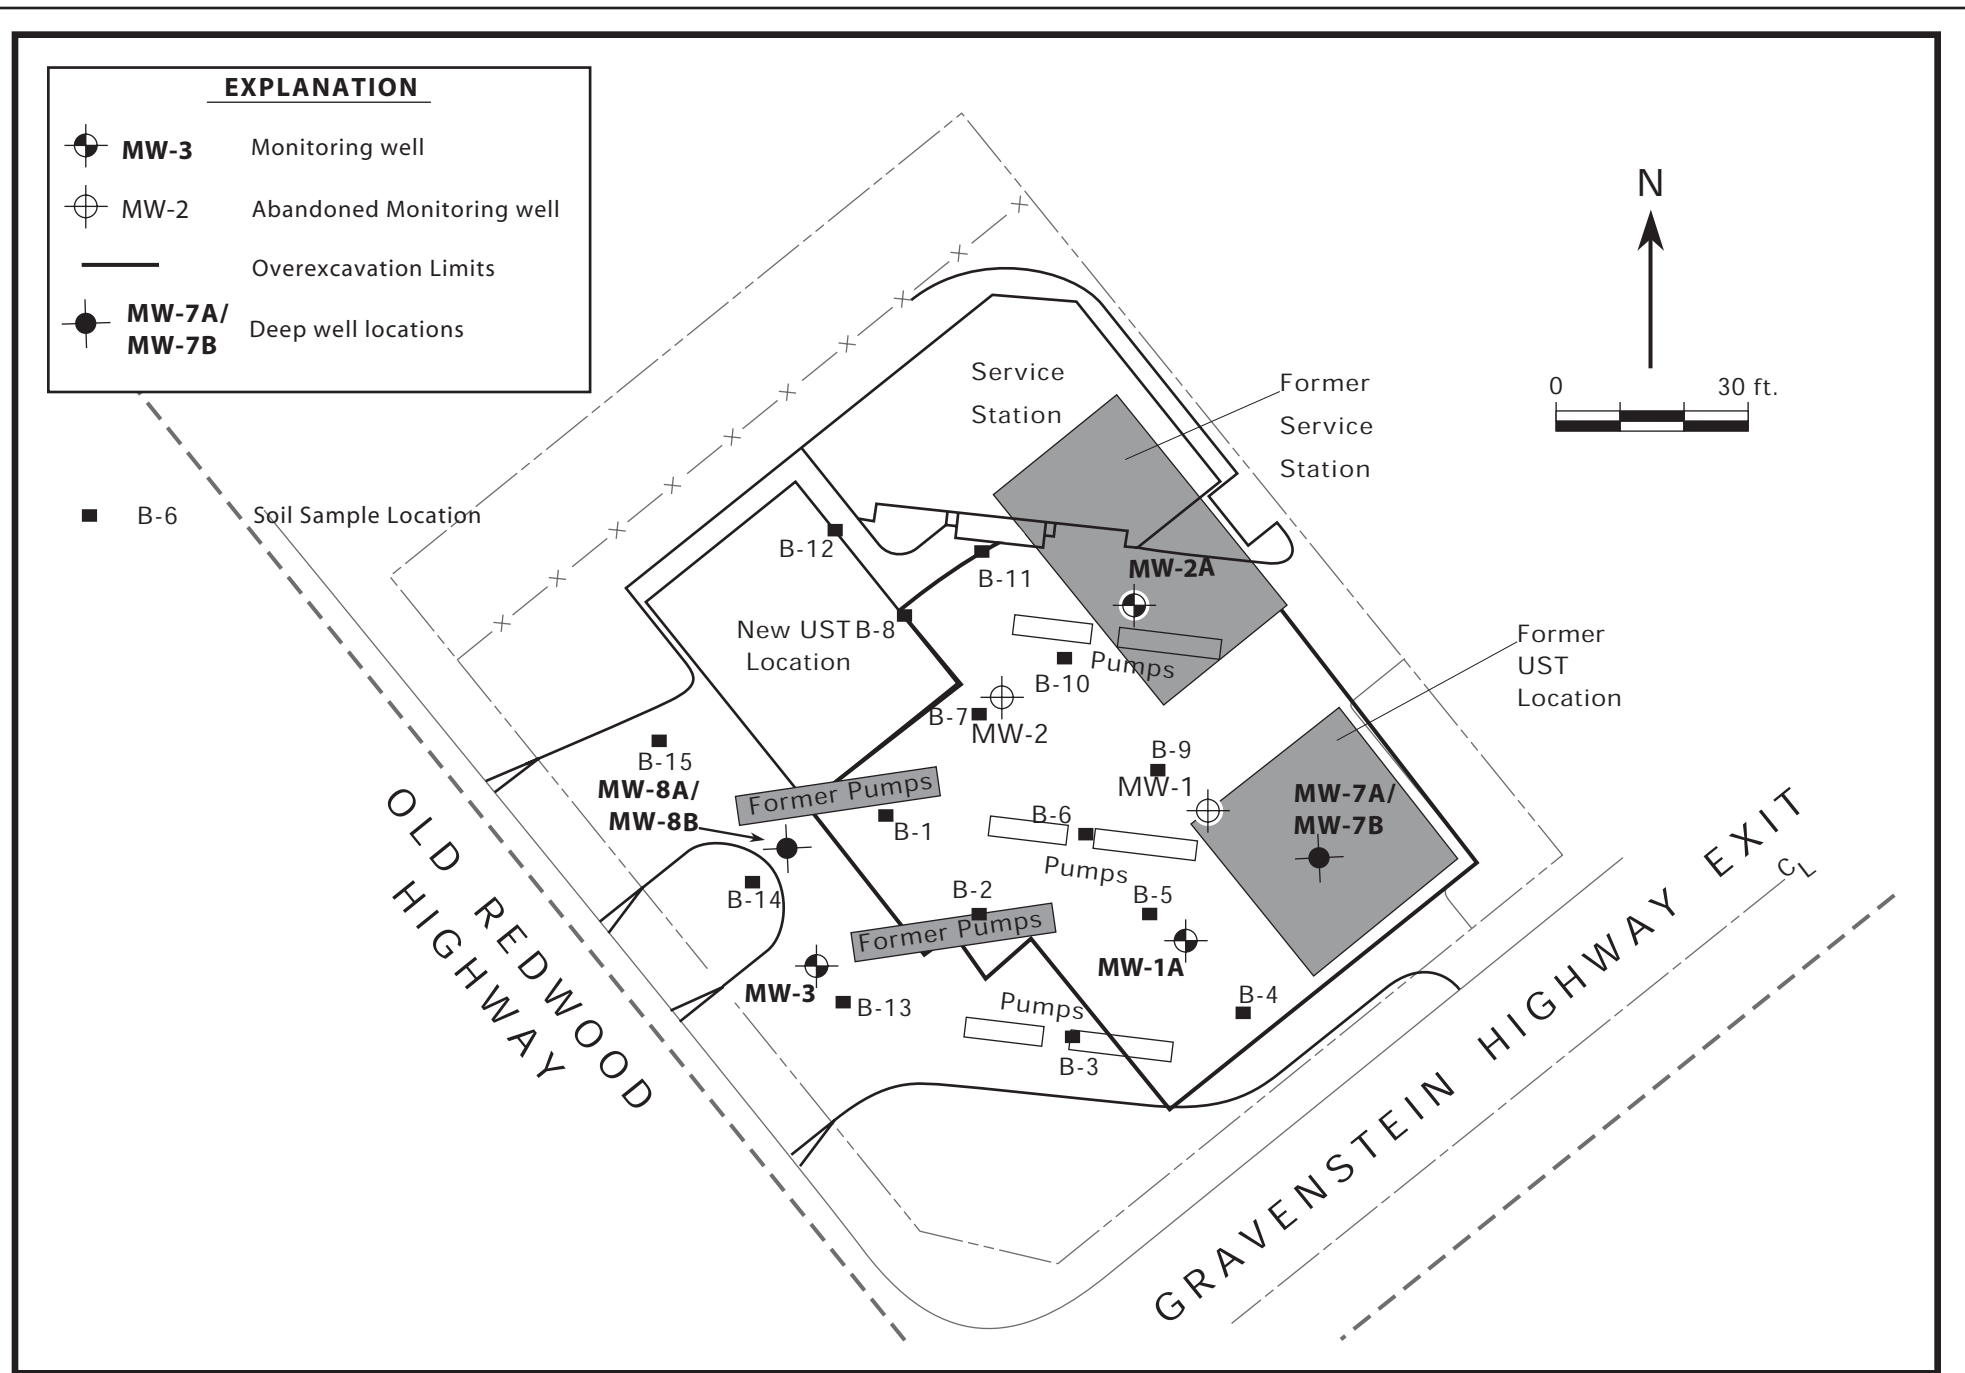 EXPLANATION
MW-3 Monitoring well
MW-2 Abandoned Monitoring well
Overexcavation Limits
MW-7A/
MW-7B
Deep well locations
B-6 Soil Sample Location
N
0 30 ft.
Service
Station
Former
Service
Station
B-12
B-11
MW-2A
New UST
Location
B-8
Pumps
B-10
Former
UST
Location
B-7
MW-2
B-15
B-9
MW-1
MW-8A/
MW-8B
Former Pumps
MW-7A/
MW-7B
B-1
B-6
Pumps
B-14
B-2
B-5
Former Pumps
MW-1A
MW-3
B-13
Pumps
B-4
B-3
OLD REDWOOD
HIGHWAY
GRAVENSTEIN HIGHWAY EXIT
CL